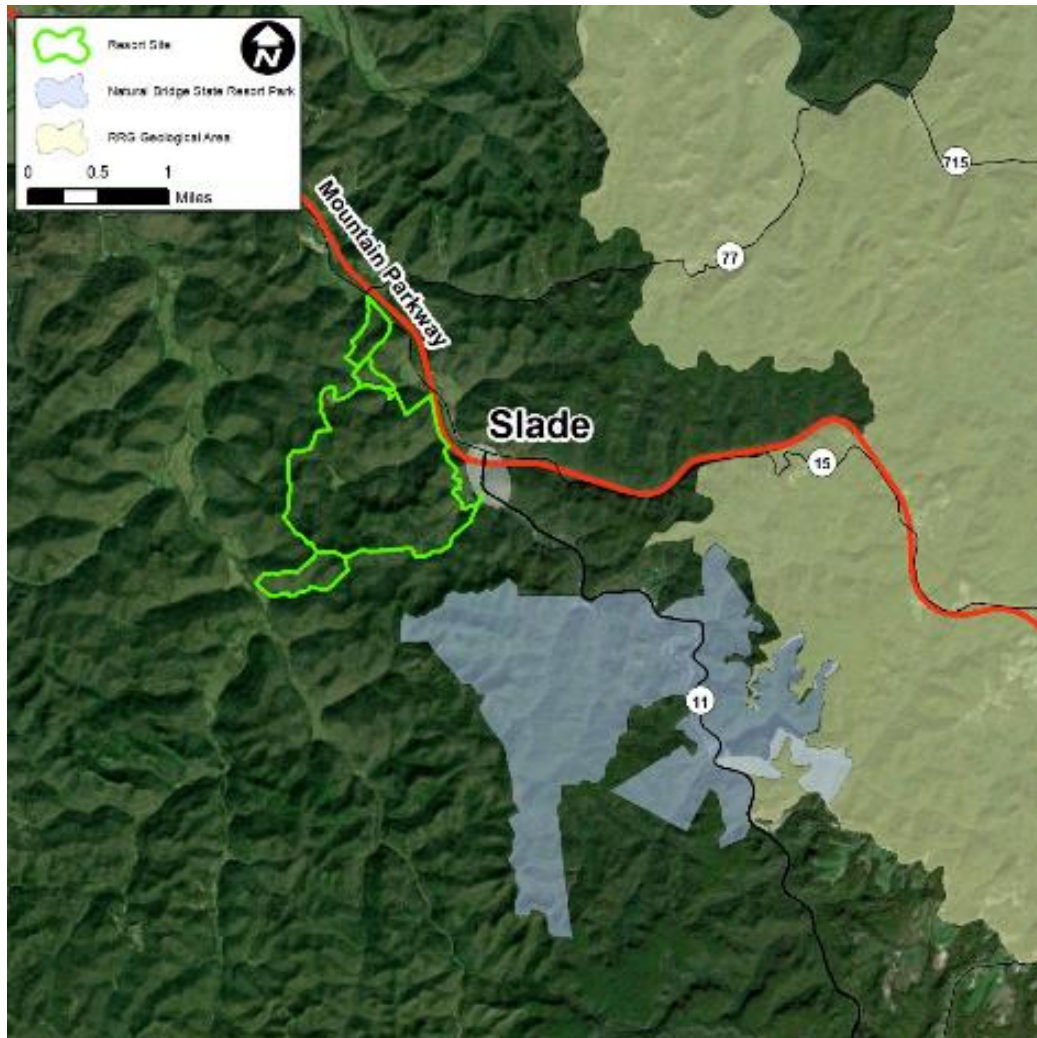 Resort Site
N
Natural Bridge State Resort Park
RRG Geological Area
0 0.5 1
Miles
Mountain Parkway
715
77
Slade
15
11